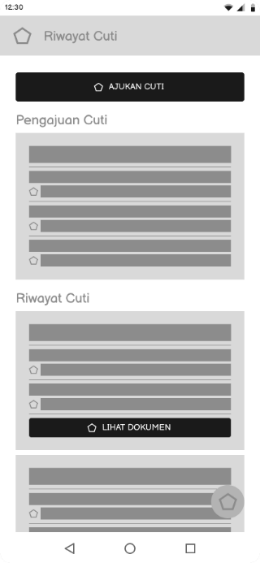 12:30
Riwayat Cuti
AJUKAN CUTI
Pengajuan Cuti
Riwayat Cuti
LIHAT DOKUMEN